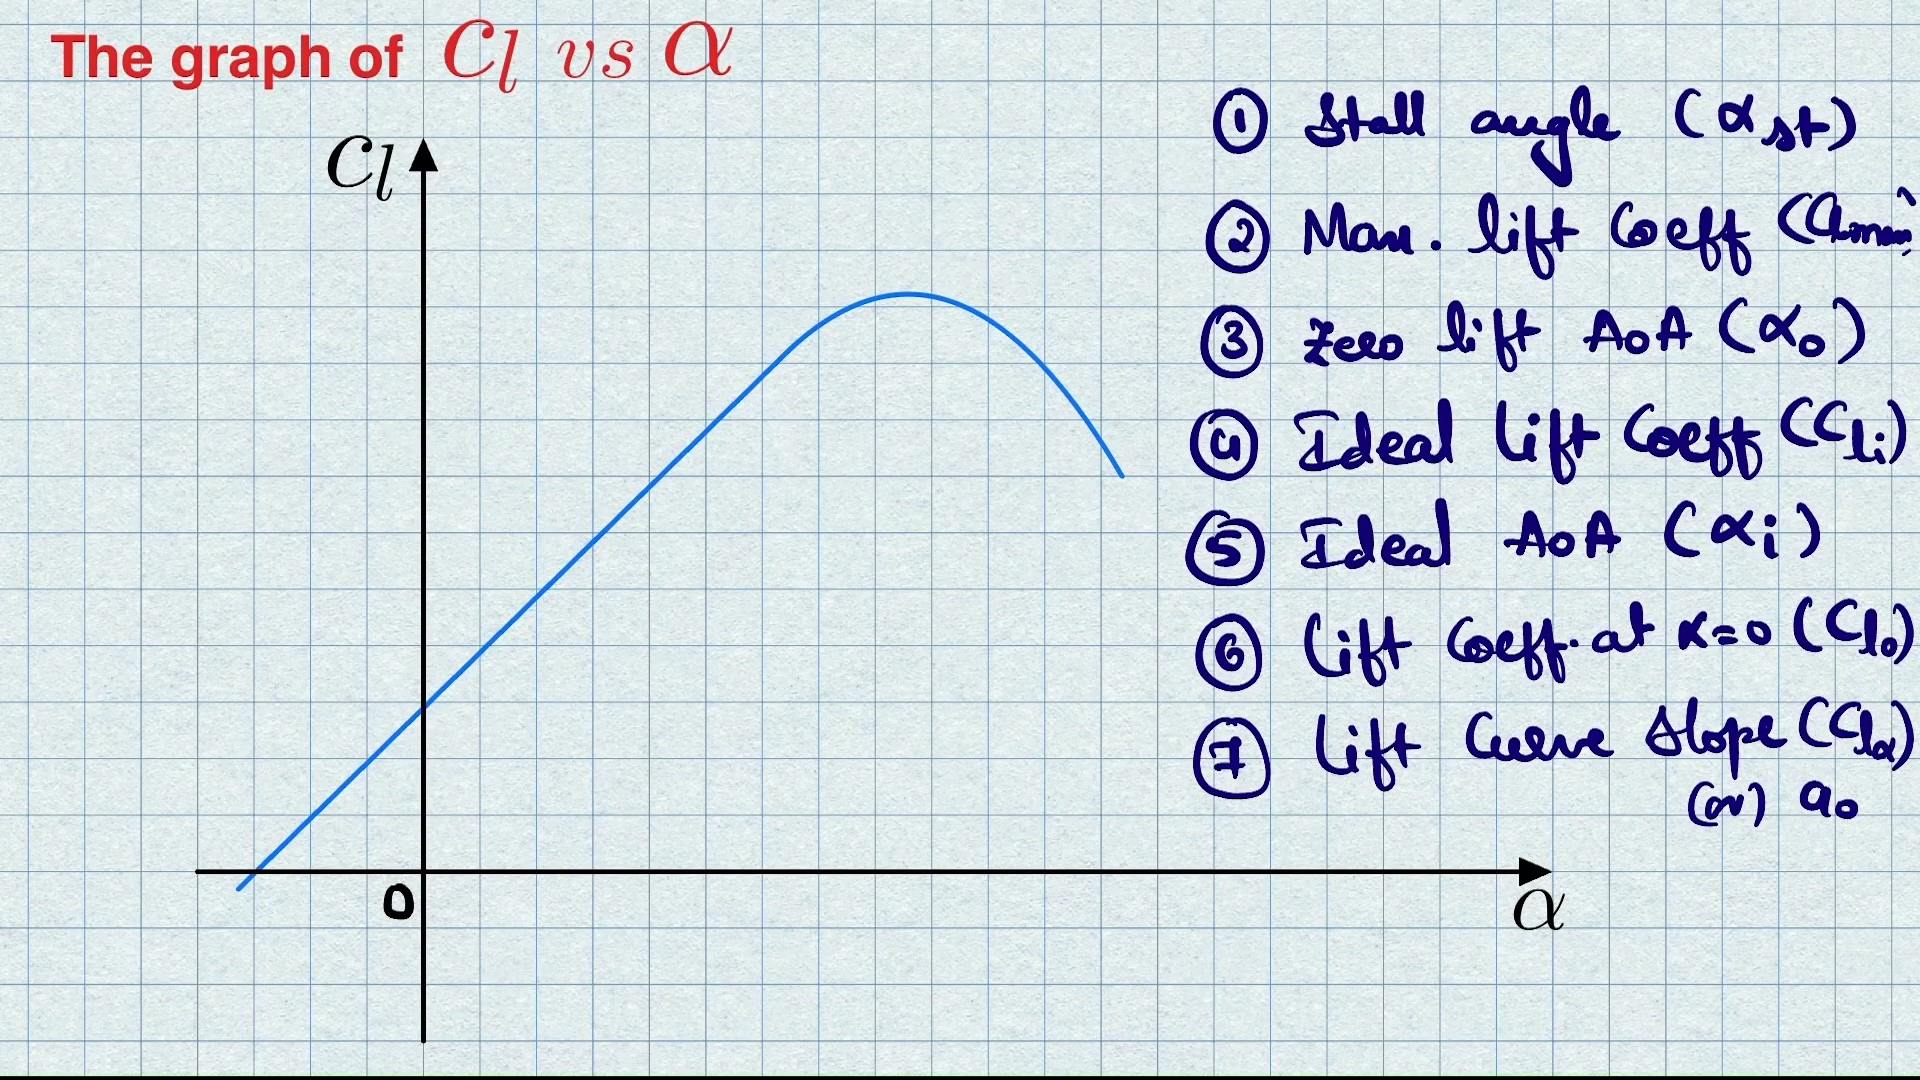 The graph of Cl vs α
Cl
① Stall angle (αst)
② Max. lift Coeff (Clmax)
③ Zero lift AoA (α0)
④ Ideal lift Coeff (Cli)
⑤ Ideal AoA (αi)
⑥ lift Coeff. at α=0 (Cl0)
⑦ lift Curve Slope (Clα)
(or) a0
0
α